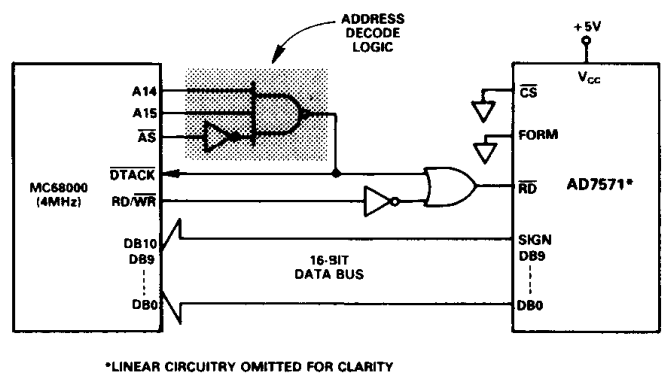 ADDRESS
DECODE
LOGIC
+5V
VCC
A14
A15
AS
DTACK
RD/WR
MC68000
(4MHz)
DB10
DB9
DB0
16-BIT
DATA BUS
CS
FORM
RD
AD7571*
SIGN
DB9
DB0
*LINEAR CIRCUITRY OMITTED FOR CLARITY